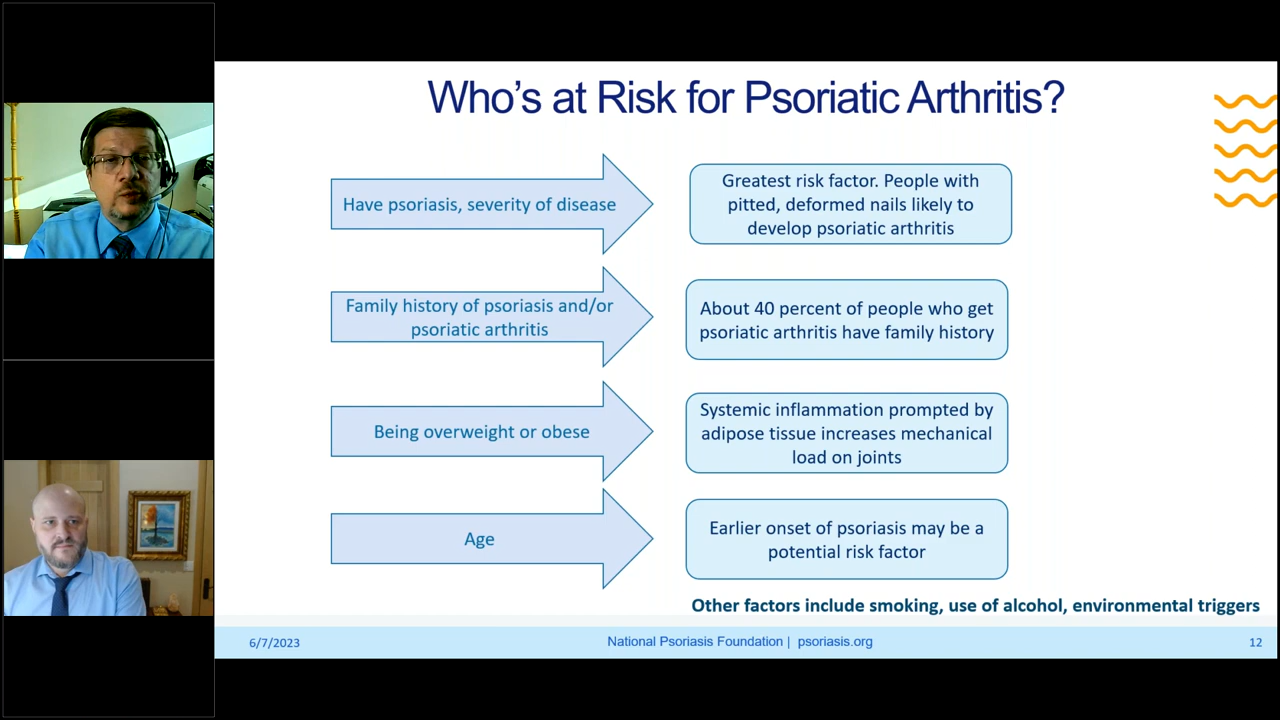 Who's at Risk for Psoriatic Arthritis?
Have psoriasis, severity of disease
Greatest risk factor. People with
pitted, deformed nails likely to
develop psoriatic arthritis
Family history of psoriasis and/or
psoriatic arthritis
About 40 percent of people who get
psoriatic arthritis have family history
Being overweight or obese
Systemic inflammation prompted by
adipose tissue increases mechanical
load on joints
Age
Earlier onset of psoriasis may be a
potential risk factor
Other factors include smoking, use of alcohol, environmental triggers
6/7/2023
National Psoriasis Foundation | psoriasis.org
12